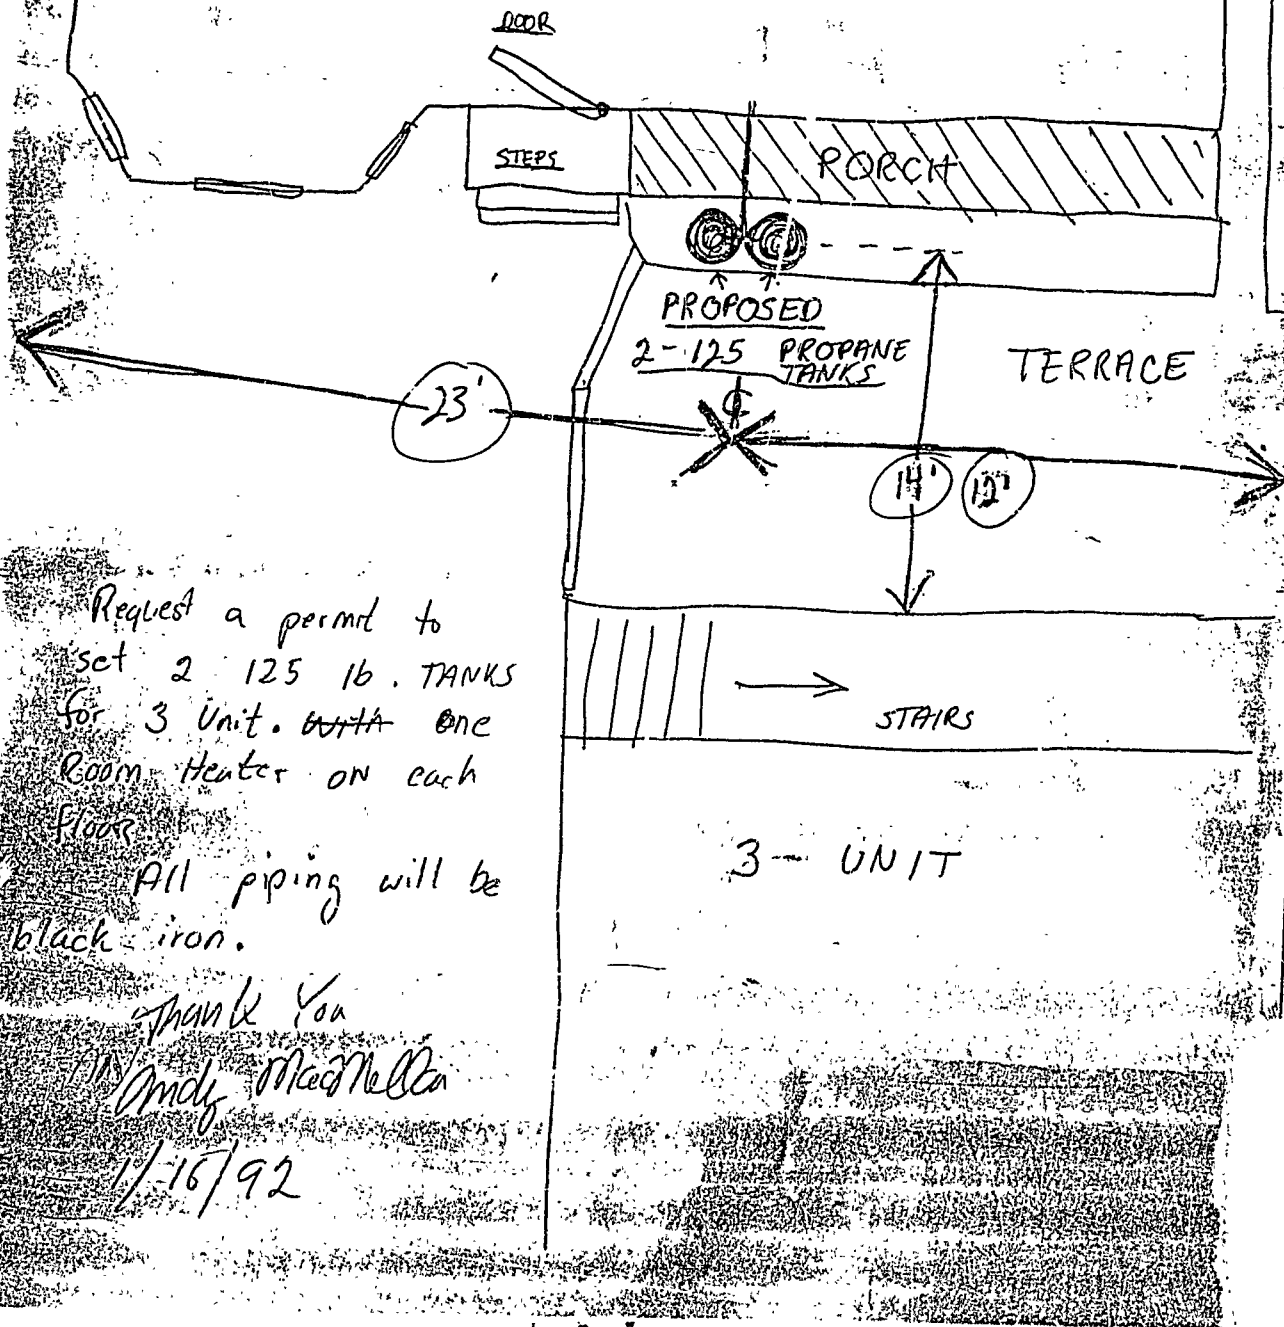 DOOR
STEPS
PORCH
PROPOSED
2-125 PROPANE
TANKS
TERRACE
℄
23'
14' 12'
STAIRS
3-UNIT
Request a permit to
set 2 125 lb. TANKS
for 3 Unit. with one
Room Heater on each
floor
All piping will be
black iron.
Thank You
Andy
1/16/92